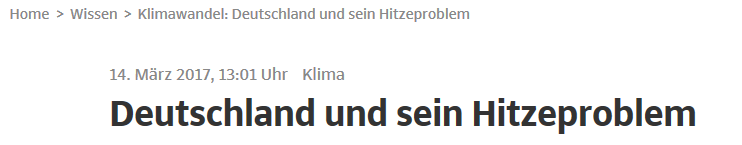 Home > Wissen > Klimawandel: Deutschland und sein Hitzeproblem
14. März 2017, 13:01 Uhr Klima
Deutschland und sein Hitzeproblem